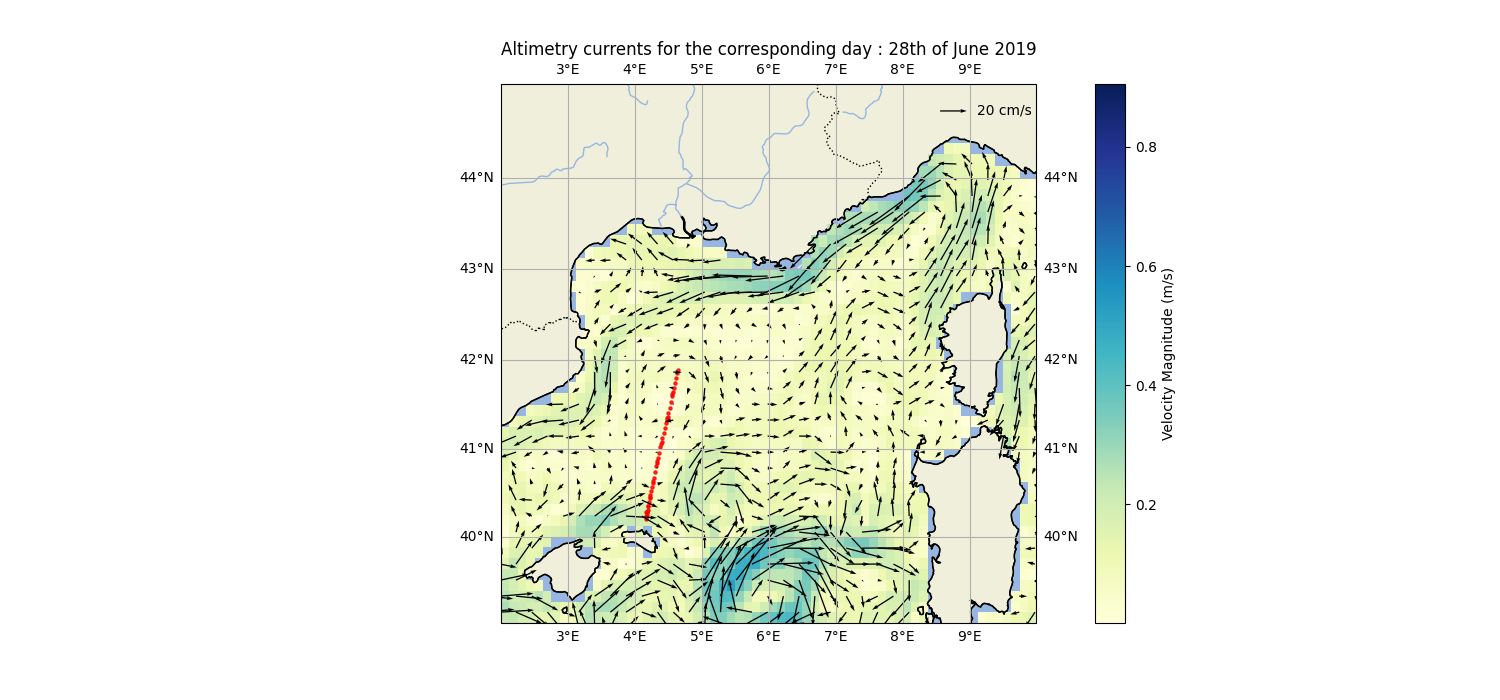 Altimetry currents for the corresponding day : 28th of June 2019
3°E 4°E 5°E 6°E 7°E 8°E 9°E
20 cm/s
44°N 44°N
43°N 43°N
42°N 42°N
41°N 41°N
40°N 40°N
3°E 4°E 5°E 6°E 7°E 8°E 9°E
0.8
0.6
0.4
0.2
Velocity Magnitude (m/s)